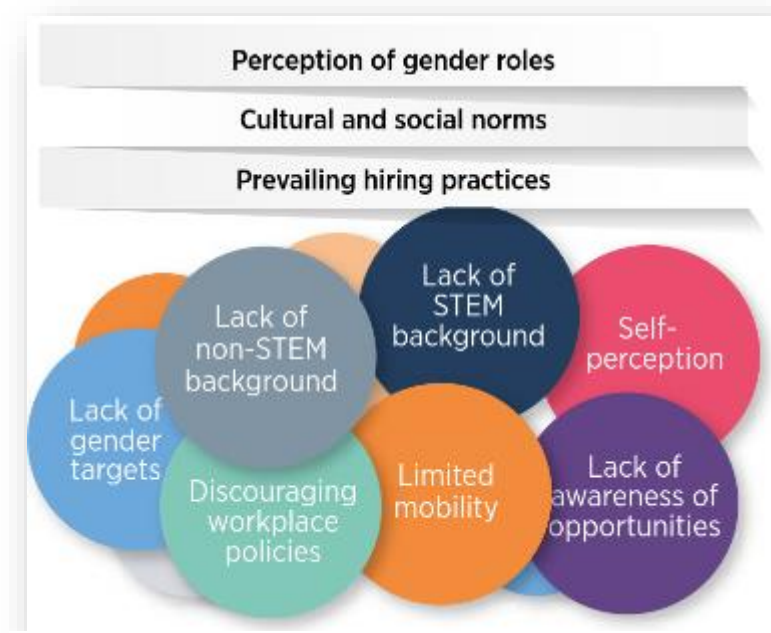 Perception of gender roles
Cultural and social norms
Prevailing hiring practices
Lack of
non-STEM
background
Lack of
STEM
background
Self-
perception
Lack of
gender
targets
Discouraging
workplace
policies
Limited
mobility
Lack of
awareness of
opportunities